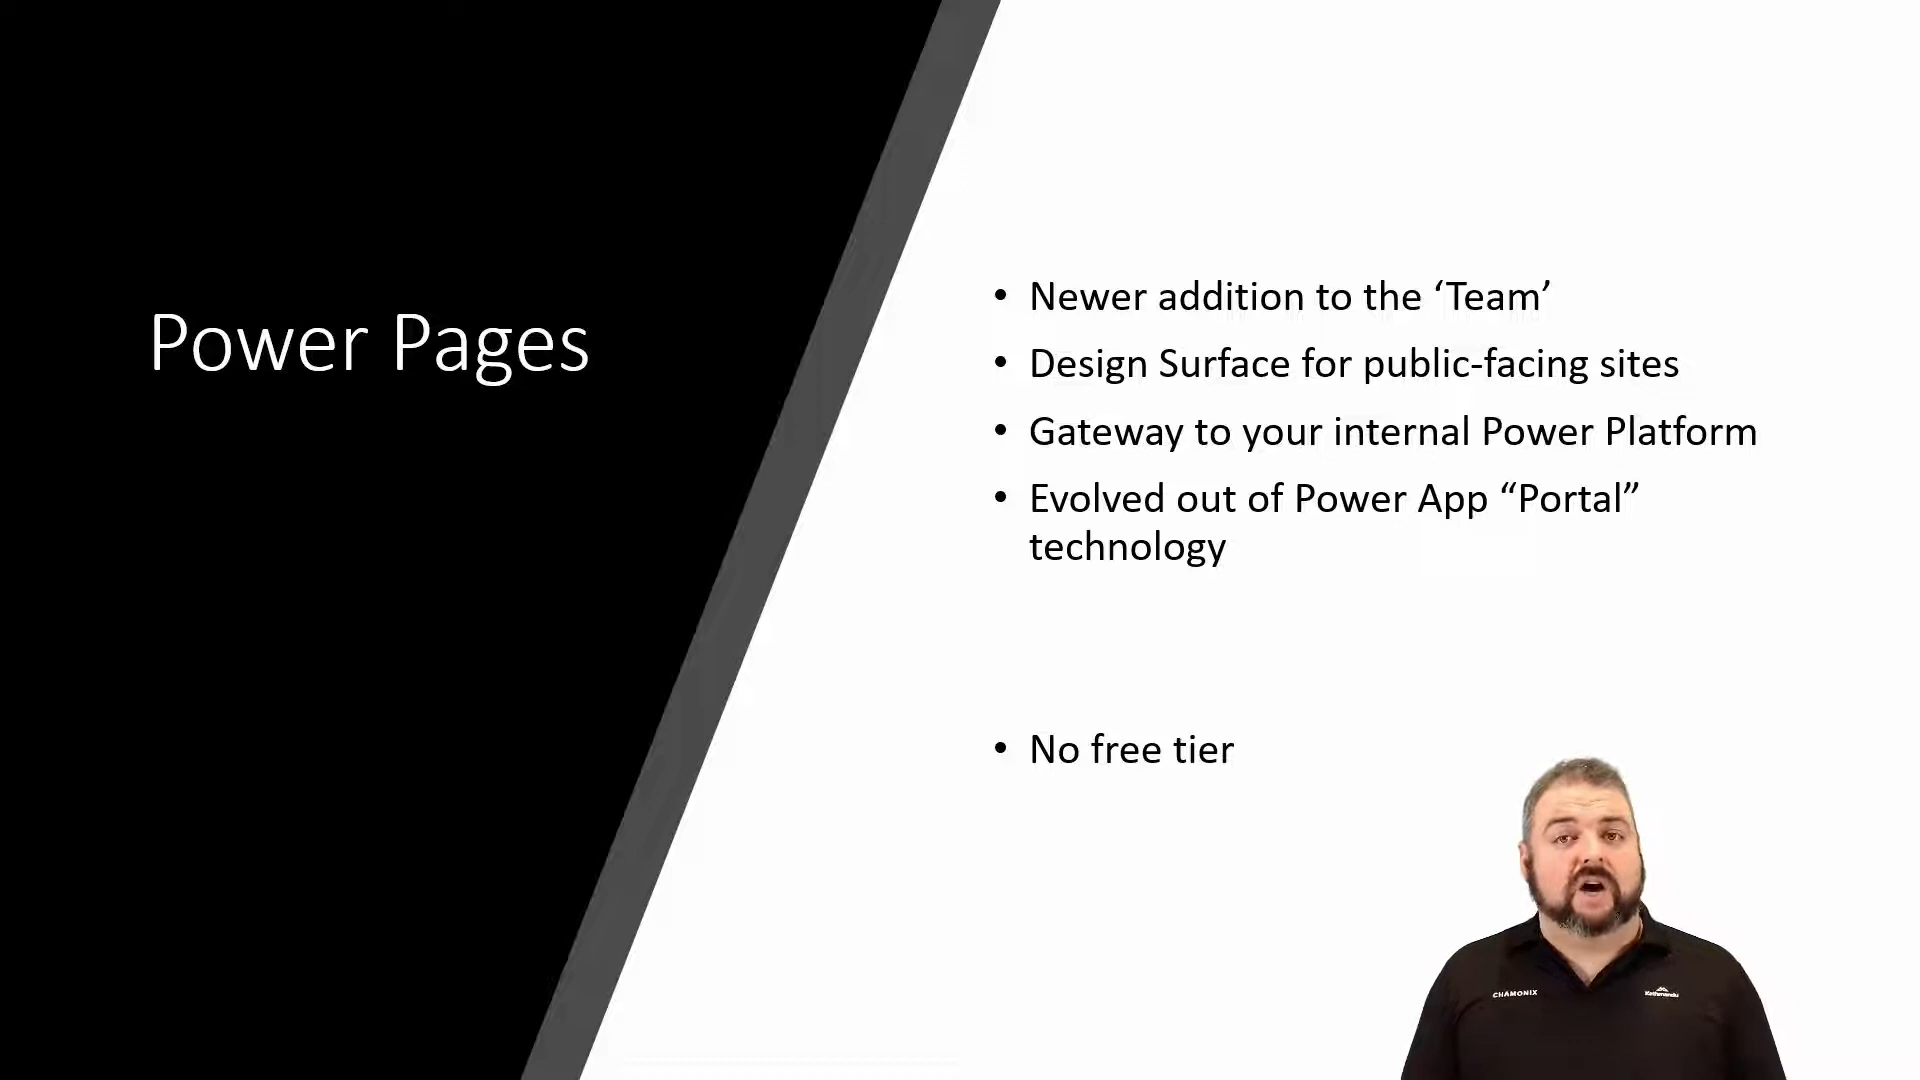 Power Pages
• Newer addition to the ‘Team’
• Design Surface for public-facing sites
• Gateway to your internal Power Platform
• Evolved out of Power App “Portal”
technology
• No free tier
CHAMONIX
Kathmandu